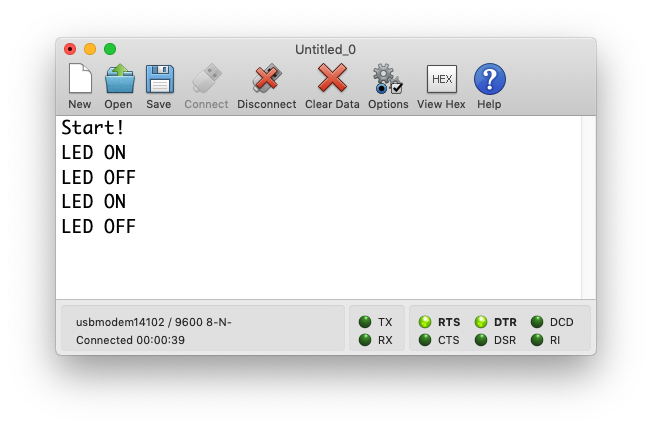 Untitled_0
New Open Save Connect Disconnect Clear Data Options HEX View Hex Help
Start!
LED ON
LED OFF
LED ON
LED OFF
usbmodem14102 / 9600 8-N-
Connected 00:00:39
TX RTS DTR DCD
RX CTS DSR RI